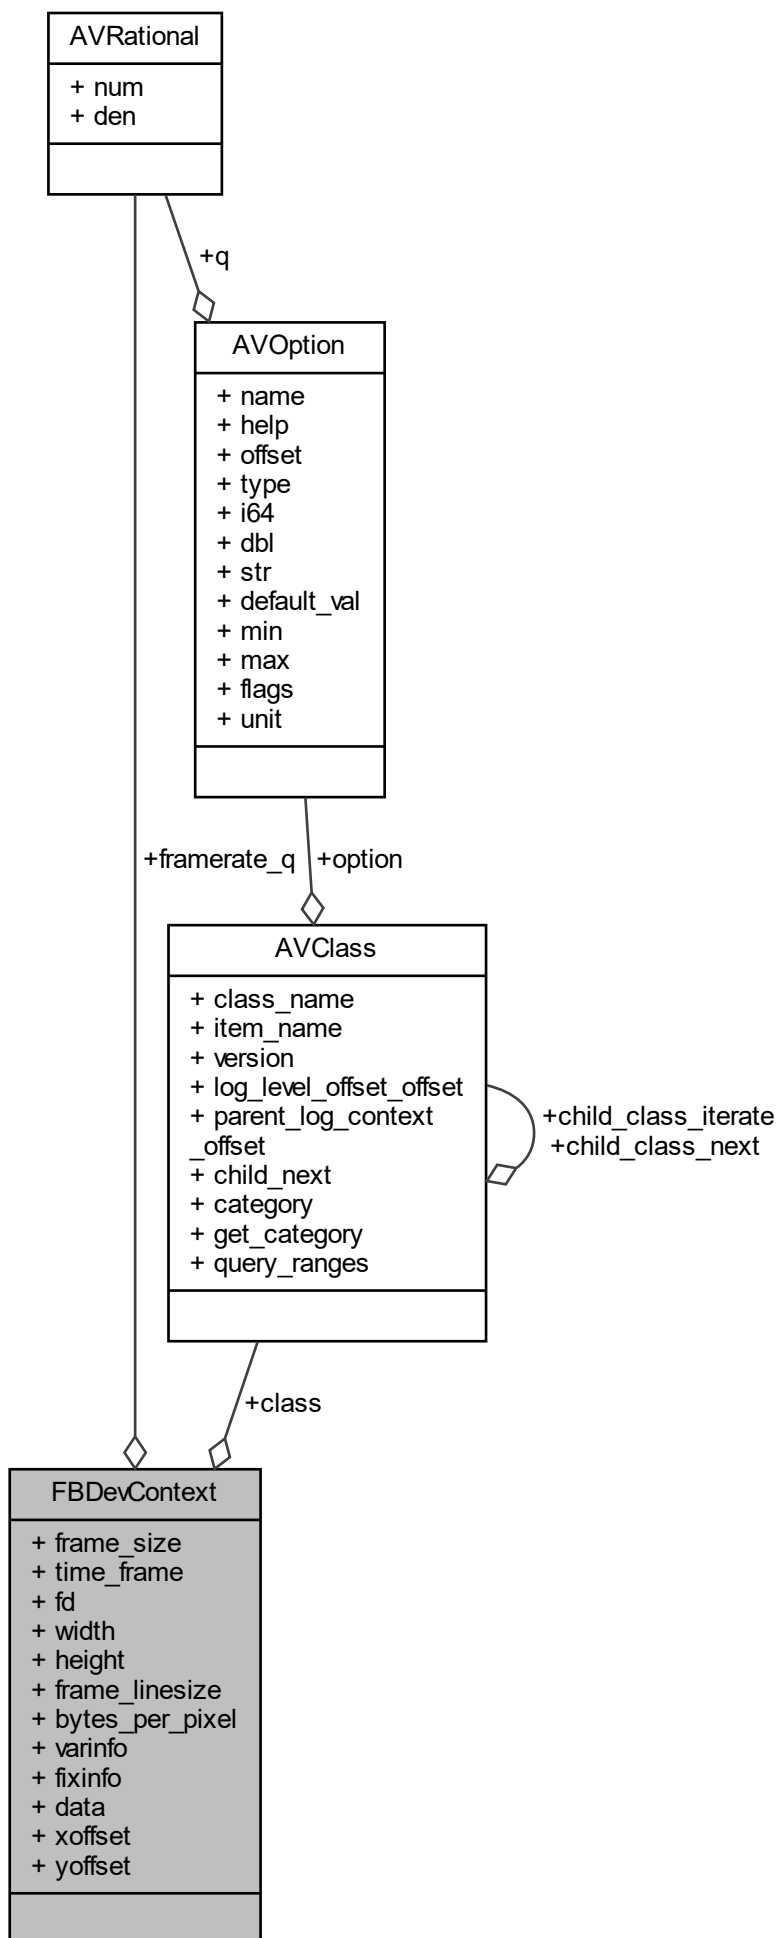 AVRational
+ num
+ den
+q
AVOption
+ name
+ help
+ offset
+ type
+ i64
+ dbl
+ str
+ default_val
+ min
+ max
+ flags
+ unit
+framerate_q
+option
AVClass
+ class_name
+ item_name
+ version
+ log_level_offset_offset
+ parent_log_context
_offset
+ child_next
+ category
+ get_category
+ query_ranges
+child_class_iterate
+child_class_next
+class
FBDevContext
+ frame_size
+ time_frame
+ fd
+ width
+ height
+ frame_linesize
+ bytes_per_pixel
+ varinfo
+ fixinfo
+ data
+ xoffset
+ yoffset